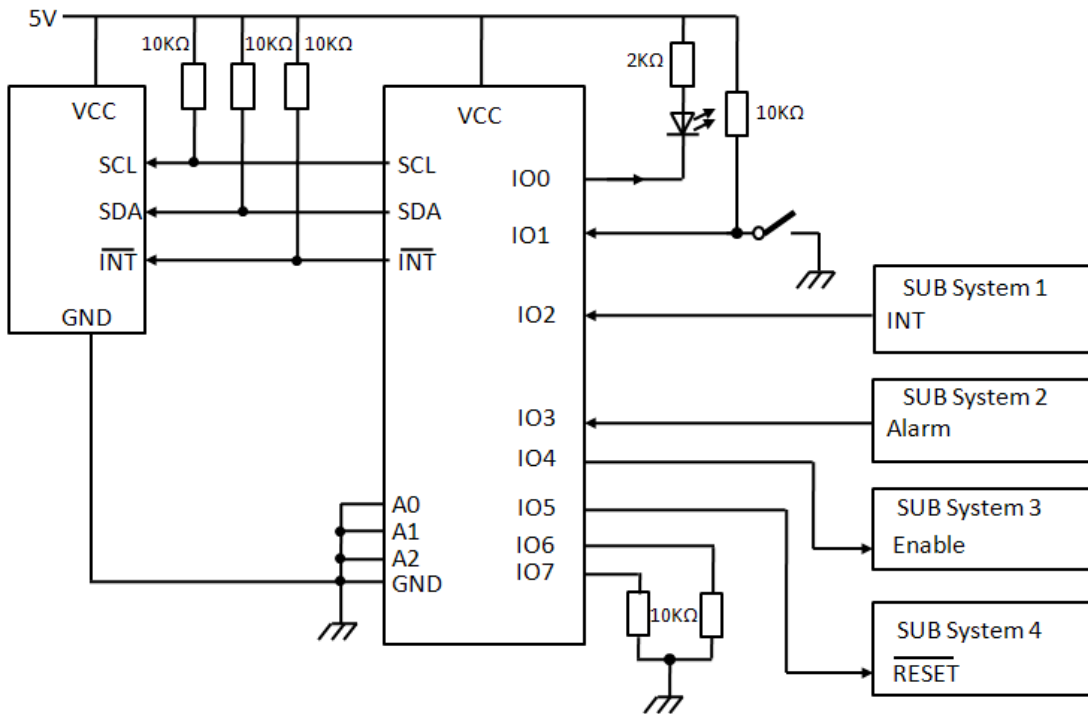 5V
10KΩ
10KΩ
10KΩ
2KΩ
10KΩ
VCC
SCL
SDA
INT
GND
VCC
SCL
SDA
INT
A0
A1
A2
GND
IO0
IO1
IO2
IO3
IO4
IO5
IO6
IO7
10KΩ
SUB System 1
INT
SUB System 2
Alarm
SUB System 3
Enable
SUB System 4
RESET